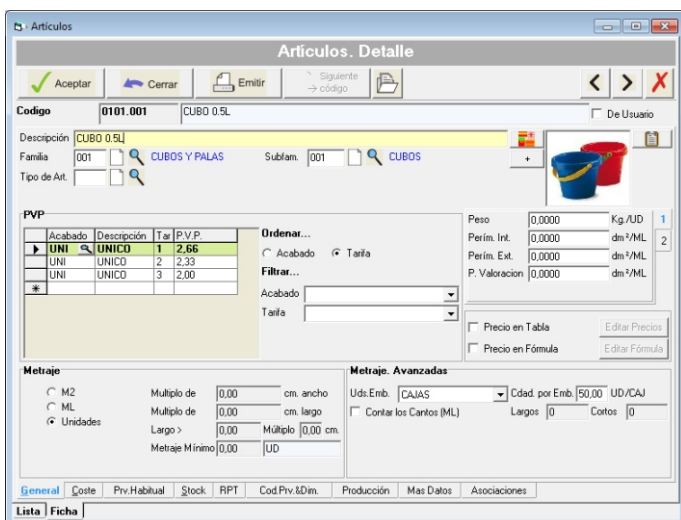 Artículos
Artículos. Detalle
Aceptar Cerrar Emitir Siguiente → código
Codigo 0101.001 CUBO 0.5L De Usuario
Descripción CUBO 0.5L
Familia 001 CUBOS Y PALAS Subfam. 001 CUBOS +
Tipo de Art.
PVP
Acabado Descripción Tar P.V.P.
UNI UNICO 1 2,66
UNI UNICO 2 2,33
UNI UNICO 3 2,00
Ordenar...
Acabado Tarifa
Filtrar...
Acabado
Tarifa
Peso 0,0000 Kg./UD 1
Perím. Int. 0,0000 dm²/ML 2
Perím. Ext. 0,0000 dm²/ML
P. Valoracion 0,0000 dm²/ML
Precio en Tabla Editar Precios
Precio en Fórmula Editar Fórmula
Metraje
M2 Multiplo de 0,00 cm. ancho
ML Multiplo de 0,00 cm. largo
Unidades Largo > 0,00 Múltiplo 0,00 cm.
Metraje Mínimo 0,00 UD
Metraje. Avanzadas
Uds.Emb. CAJAS Cdad. por Emb. 50,00 UD/CAJ
Contar los Cantos (ML) Largos 0 Cortos 0
General Coste Prv.Habitual Stock RPT Cod.Prv.&Dim. Producción Mas Datos Asociaciones
Lista Ficha